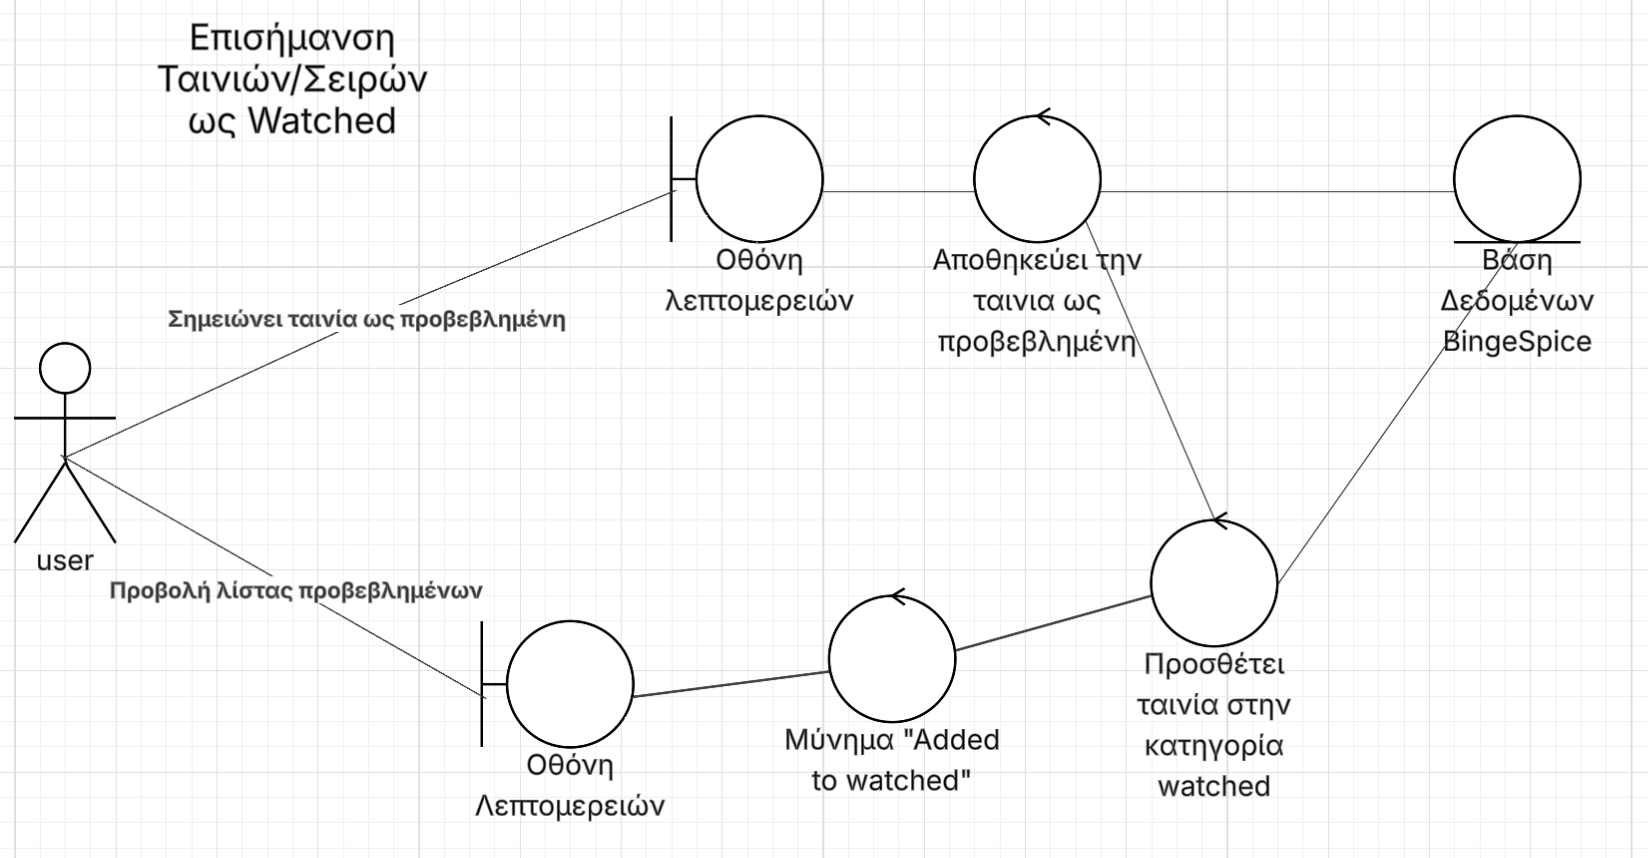 Επισήμανση
Ταινιών/Σειρών
ως Watched
Οθόνη
λεπτομερειών
Αποθηκεύει την
ταινια ως
προβεβλημένη
Βάση
Δεδομένων
BingeSpice
Σημειώνει ταινία ως προβεβλημένη
user
Προβολή λίστας προβεβλημένων
Οθόνη
Λεπτομερειών
Μύνημα "Added
to watched"
Προσθέτει
ταινία στην
κατηγορία
watched